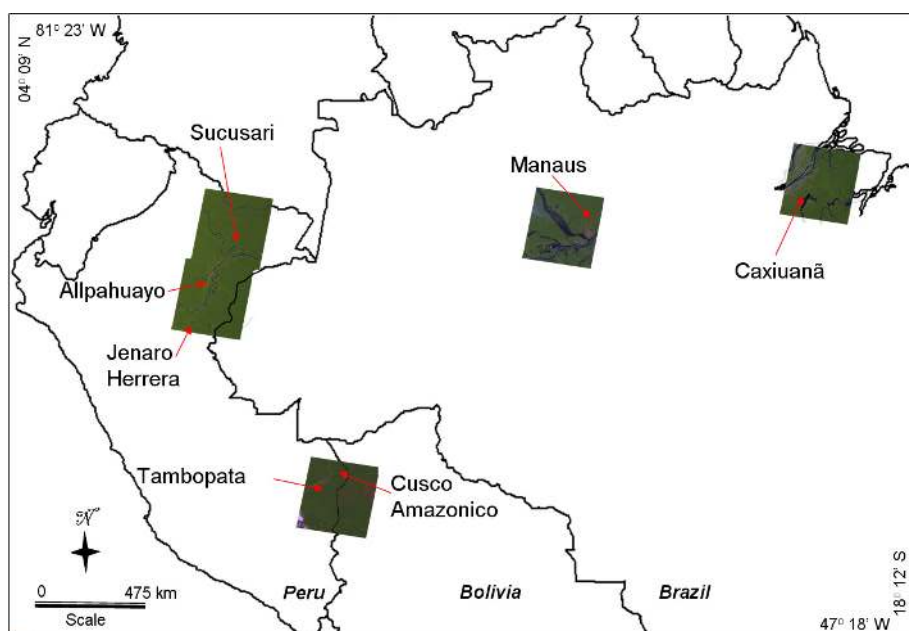 81° 23' W
04° 09' N
Sucusari
Manaus
Caxiuanã
Allpahuayo
Jenaro
Herrera
Tambopata
Cusco
Amazonico
N
0 475 km
Scale
Peru
Bolivia
Brazil
18° 12' S
47° 18' W